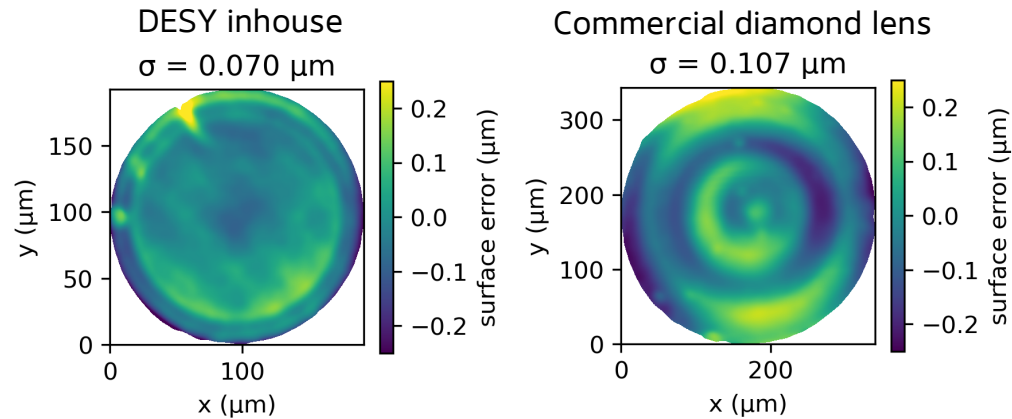 DESY inhouse
σ = 0.070 μm
0.2
0.1
0.0
−0.1
−0.2
surface error (μm)
150
100
50
0
y (μm)
0
100
x (μm)
Commercial diamond lens
σ = 0.107 μm
0.2
0.1
0.0
−0.1
−0.2
surface error (μm)
300
200
100
0
y (μm)
0
200
x (μm)